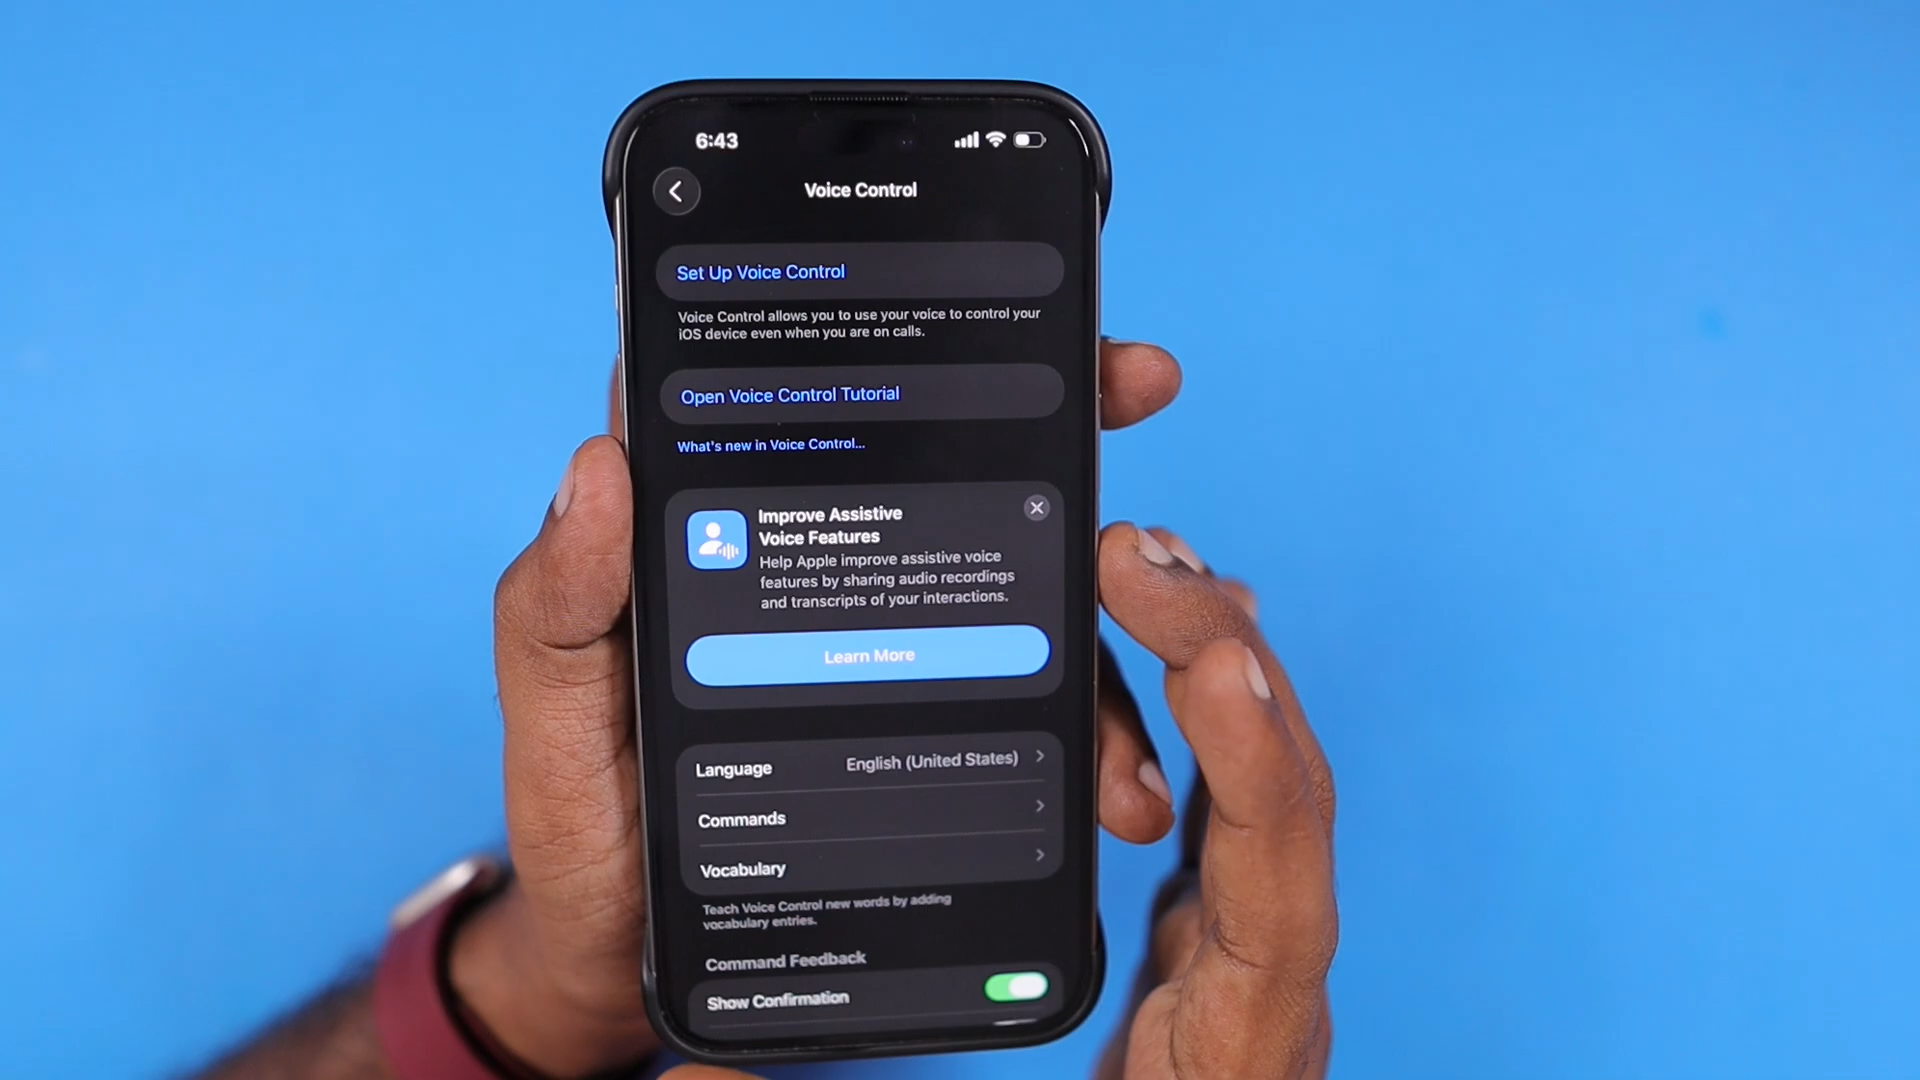 6:43
Voice Control
Set Up Voice Control
Voice Control allows you to use your voice to control your
iOS device even when you are on calls.
Open Voice Control Tutorial
What's new in Voice Control...
Improve Assistive
Voice Features
Help Apple improve assistive voice
features by sharing audio recordings
and transcripts of your interactions.
Learn More
Language English (United States)
Commands
Vocabulary
Teach Voice Control new words by adding
vocabulary entries.
Command Feedback
Show Confirmation